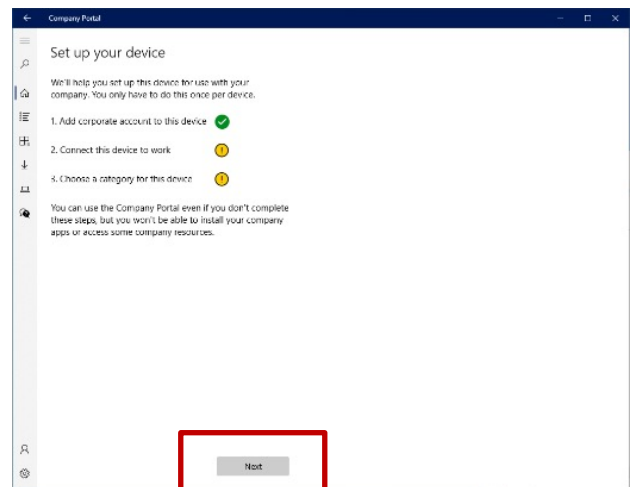 Company Portal
Set up your device
We'll help you set up this device for use with your
company. You only have to do this once per device.
1. Add corporate account to this device
2. Connect this device to work
3. Choose a category for this device
You can use the Company Portal even if you don't complete
these steps, but you won't be able to install your company
apps or access some company resources.
Next